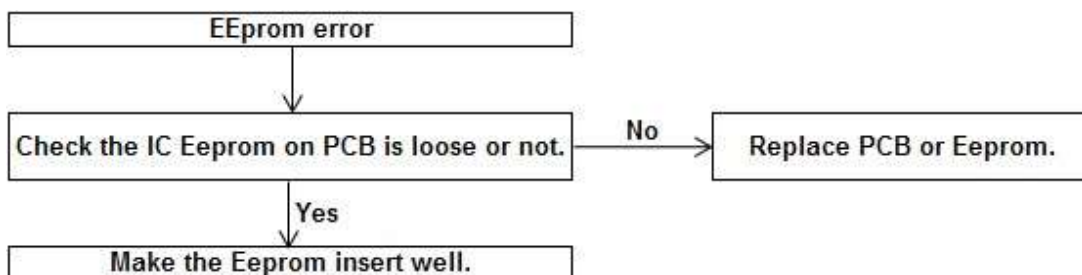 EEprom error
Check the IC Eeprom on PCB is loose or not.
No
Replace PCB or Eeprom.
Yes
Make the Eeprom insert well.